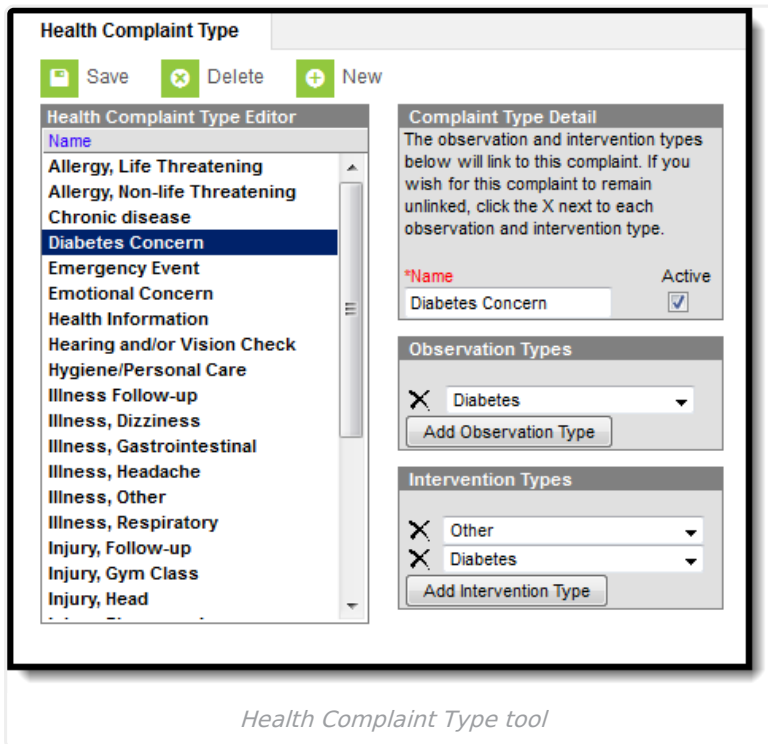 Health Complaint Type
Save Delete New
Health Complaint Type Editor
Name
Allergy, Life Threatening
Allergy, Non-life Threatening
Chronic disease
Diabetes Concern
Emergency Event
Emotional Concern
Health Information
Hearing and/or Vision Check
Hygiene/Personal Care
Illness Follow-up
Illness, Dizziness
Illness, Gastrointestinal
Illness, Headache
Illness, Other
Illness, Respiratory
Injury, Follow-up
Injury, Gym Class
Injury, Head
Complaint Type Detail
The observation and intervention types
below will link to this complaint. If you
wish for this complaint to remain
unlinked, click the X next to each
observation and intervention type.
*Name Active
Diabetes Concern
Observation Types
Diabetes
Add Observation Type
Intervention Types
Other
Diabetes
Add Intervention Type
Health Complaint Type tool